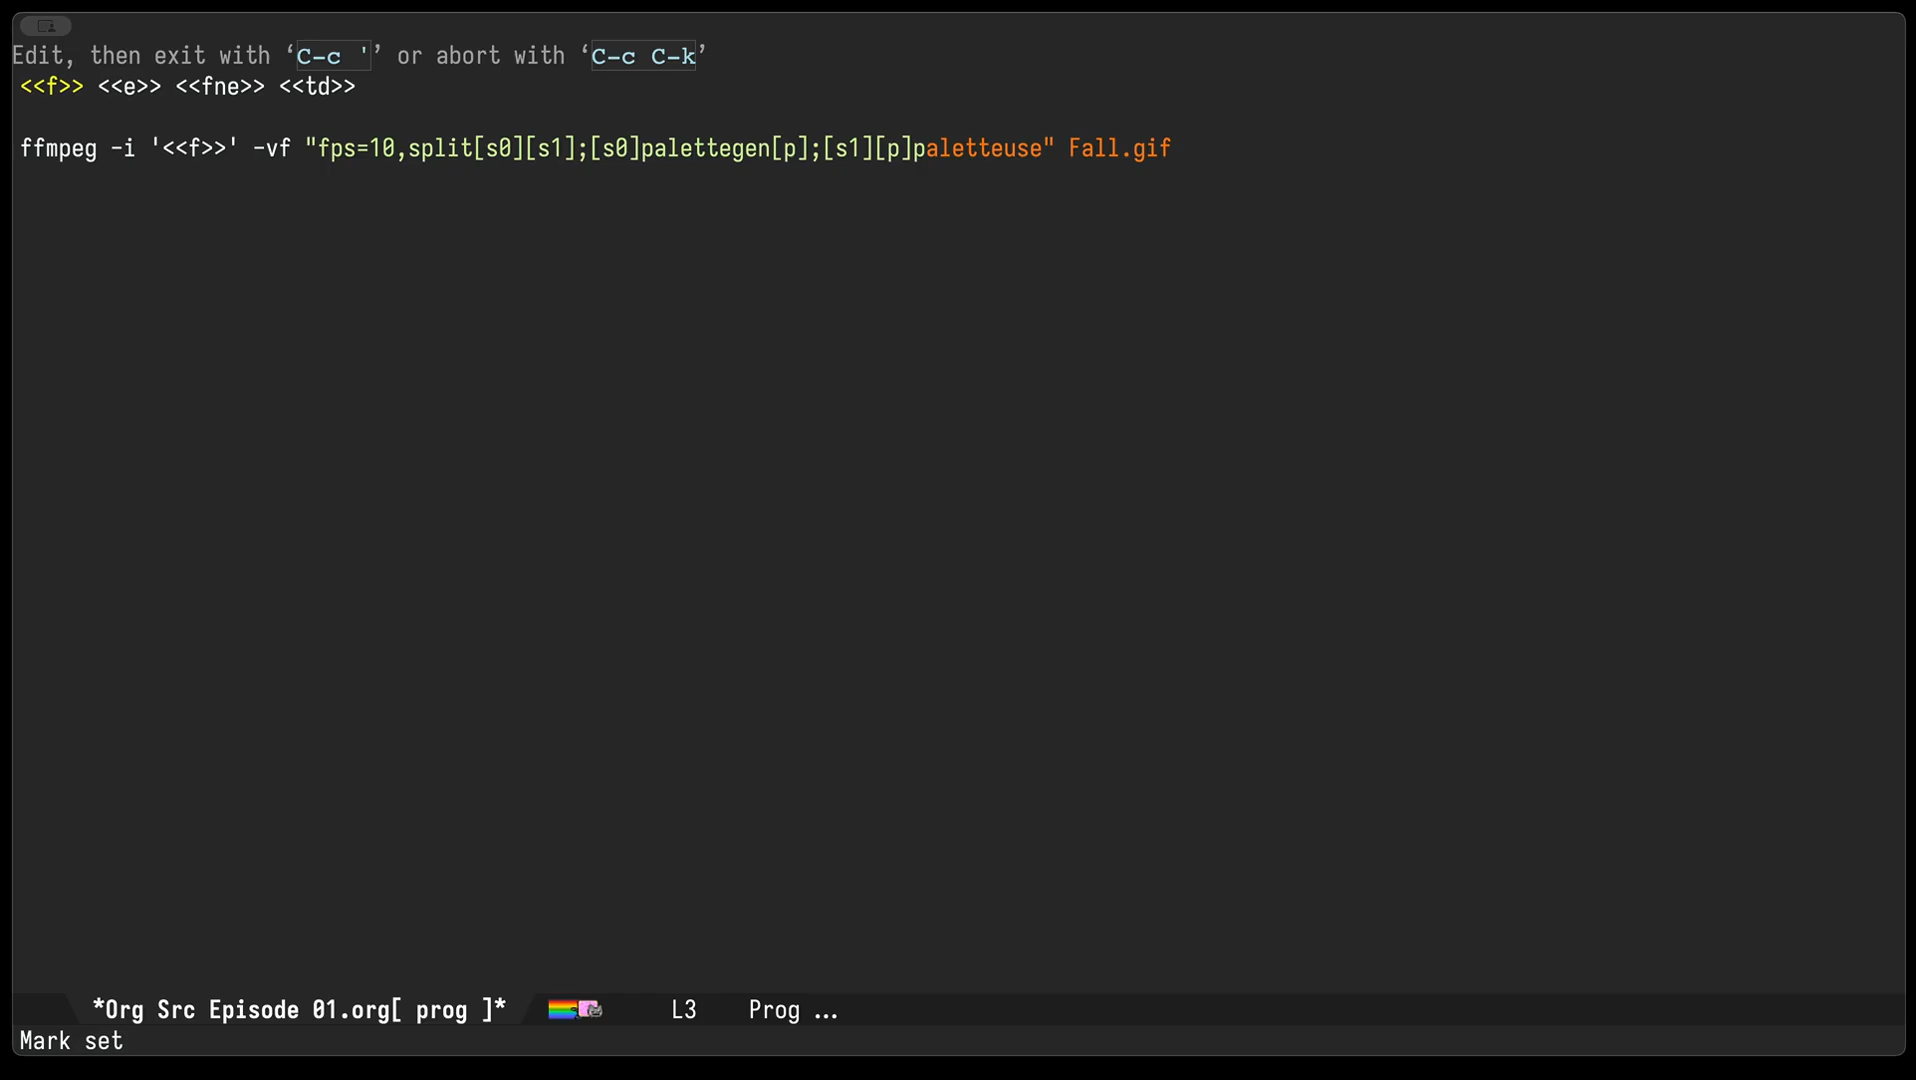 Edit, then exit with ‘C-c '’ or abort with ‘C-c C-k’
<<f>> <<e>> <<fne>> <<td>>
ffmpeg -i '<<f>>' -vf "fps=10,split[s0][s1];[s0]palettegen[p];[s1][p]paletteuse" Fall.gif
*Org Src Episode 01.org[ prog ]* L3 Prog ...
Mark set